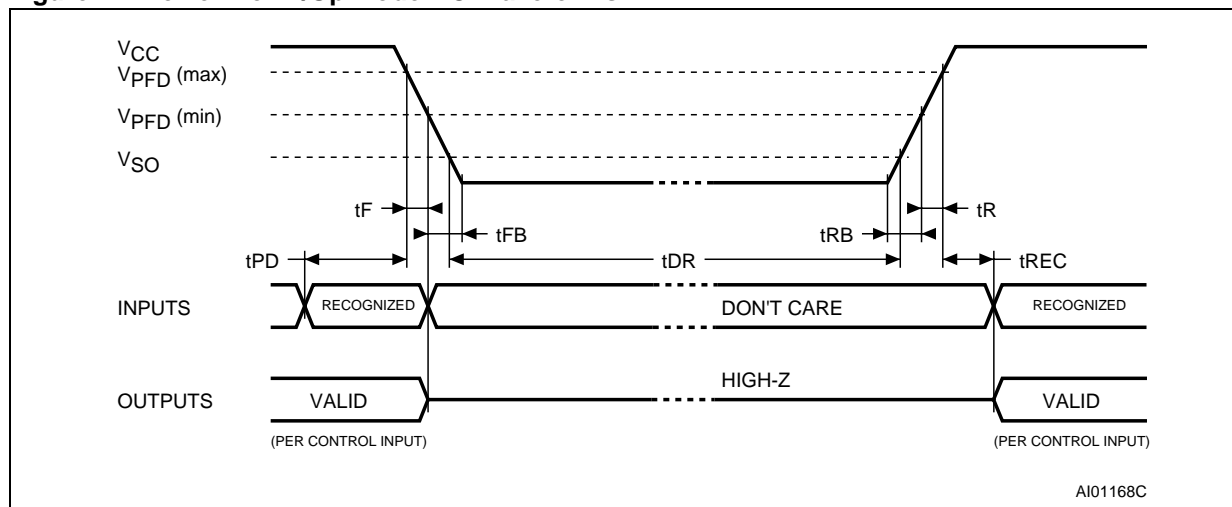 VCC
VPFD (max)
VPFD (min)
VSO
tF
tR
tFB
tRB
tPD
tDR
tREC
INPUTS
RECOGNIZED
DON'T CARE
RECOGNIZED
HIGH-Z
OUTPUTS
VALID
VALID
(PER CONTROL INPUT)
(PER CONTROL INPUT)
AI01168C